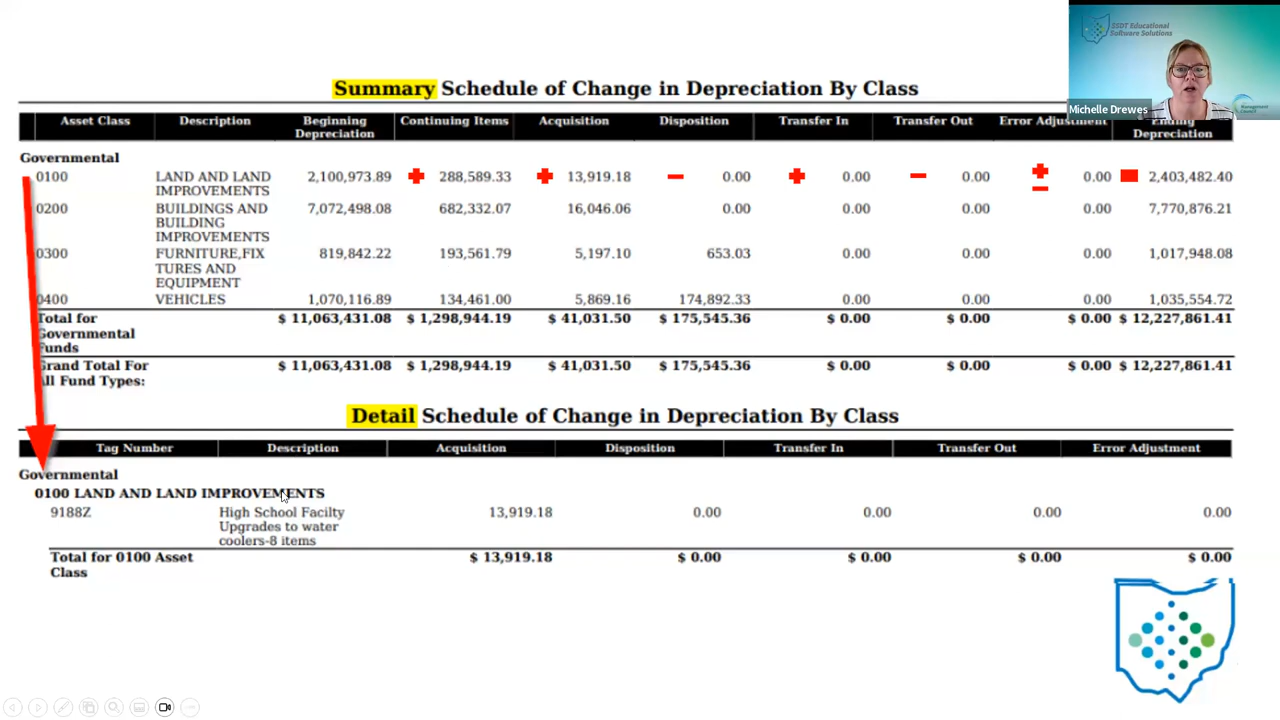 SSDT Educational
Software Solutions
Michelle Drewes
Management
Council
Summary Schedule of Change in Depreciation By Class
Asset Class Description Beginning Depreciation Continuing Items Acquisition Disposition Transfer In Transfer Out Error Adjustment Ending Depreciation
Governmental
0100 LAND AND LAND 2,100,973.89 + 288,589.33 + 13,919.18 − 0.00 + 0.00 − 0.00 + − 0.00 2,403,482.40
IMPROVEMENTS
0200 BUILDINGS AND 7,072,498.08 682,332.07 16,046.06 0.00 0.00 0.00 0.00 7,770,876.21
BUILDING
IMPROVEMENTS
0300 FURNITURE,FIX 819,842.22 193,561.79 5,197.10 653.03 0.00 0.00 0.00 1,017,948.08
TURES AND
EQUIPMENT
0400 VEHICLES 1,070,116.89 134,461.00 5,869.16 174,892.33 0.00 0.00 0.00 1,035,554.72
Total for $ 11,063,431.08 $ 1,298,944.19 $ 41,031.50 $ 175,545.36 $ 0.00 $ 0.00 $ 0.00 $ 12,227,861.41
Governmental
Funds
Grand Total For $ 11,063,431.08 $ 1,298,944.19 $ 41,031.50 $ 175,545.36 $ 0.00 $ 0.00 $ 0.00 $ 12,227,861.41
All Fund Types:
Detail Schedule of Change in Depreciation By Class
Tag Number Description Acquisition Disposition Transfer In Transfer Out Error Adjustment
Governmental
0100 LAND AND LAND IMPROVEMENTS
9188Z High School Facilty 13,919.18 0.00 0.00 0.00 0.00
Upgrades to water
coolers-8 items
Total for 0100 Asset $ 13,919.18 $ 0.00 $ 0.00 $ 0.00 $ 0.00
Class